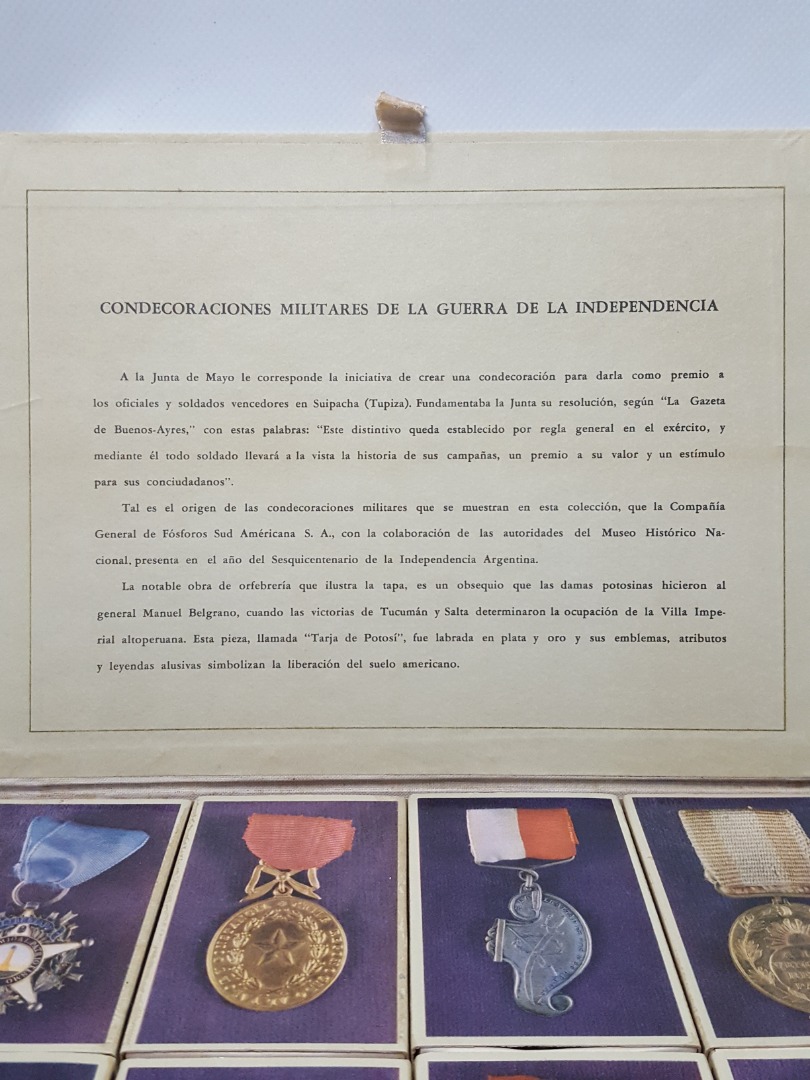 CONDECORACIONES MILITARES DE LA GUERRA DE LA INDEPENDENCIA
A la Junta de Mayo le corresponde la iniciativa de crear una condecoración para darla como premio a
los oficiales y soldados vencedores en Suipacha (Tupiza). Fundamentaba la Junta su resolución, según “La Gazeta
de Buenos-Ayres,” con estas palabras: “Este distintivo queda establecido por regla general en el exército, y
mediante él todo soldado llevará a la vista la historia de sus campañas, un premio a su valor y un estímulo
para sus conciudadanos”.
Tal es el origen de las condecoraciones militares que se muestran en esta colección, que la Compañía
General de Fósforos Sud Américana S. A., con la colaboración de las autoridades del Museo Histórico Na-
cional, presenta en el año del Sesquicentenario de la Independencia Argentina.
La notable obra de orfebrería que ilustra la tapa, es un obsequio que las damas potosinas hicieron al
general Manuel Belgrano, cuando las victorias de Tucumán y Salta determinaron la ocupación de la Villa Impe-
rial altoperuana. Esta pieza, llamada “Tarja de Potosí”, fue labrada en plata y oro y sus emblemas, atributos
y leyendas alusivas simbolizan la liberación del suelo americano.